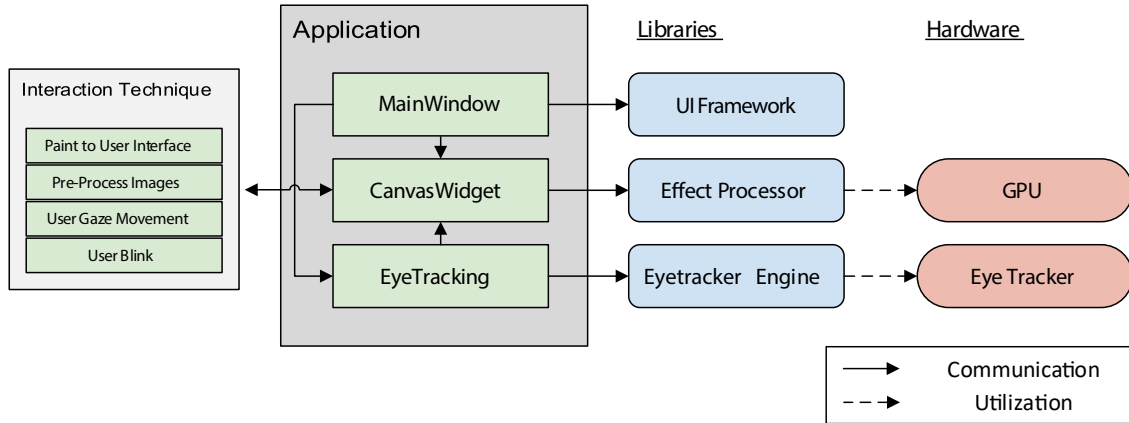 Application
Libraries
Hardware
Interaction Technique
Paint to User Interface
Pre-Process Images
User Gaze Movement
User Blink
MainWindow
UI Framework
CanvasWidget
Effect Processor
GPU
EyeTracking
Eyetracker Engine
Eye Tracker
Communication
Utilization